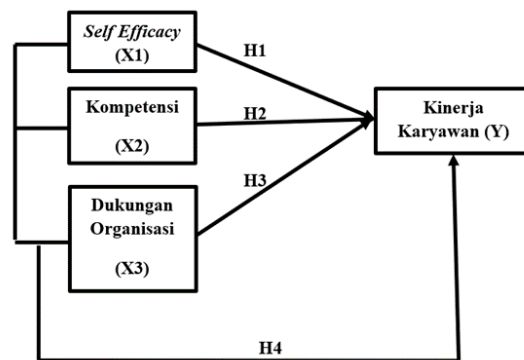 Self Efficacy
(X1)
H1
Kompetensi
(X2)
H2
Kinerja
Karyawan (Y)
H3
Dukungan
Organisasi
(X3)
H4